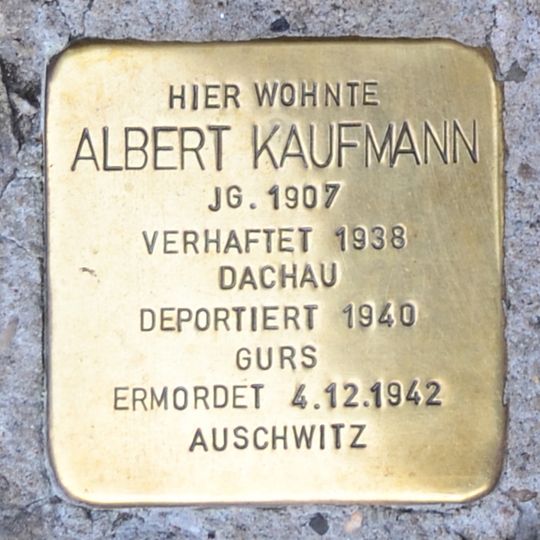 HIER WOHNTE
ALBERT KAUFMANN
JG. 1907
VERHAFTET 1938
DACHAU
DEPORTIERT 1940
GURS
ERMORDET 4.12.1942
AUSCHWITZ